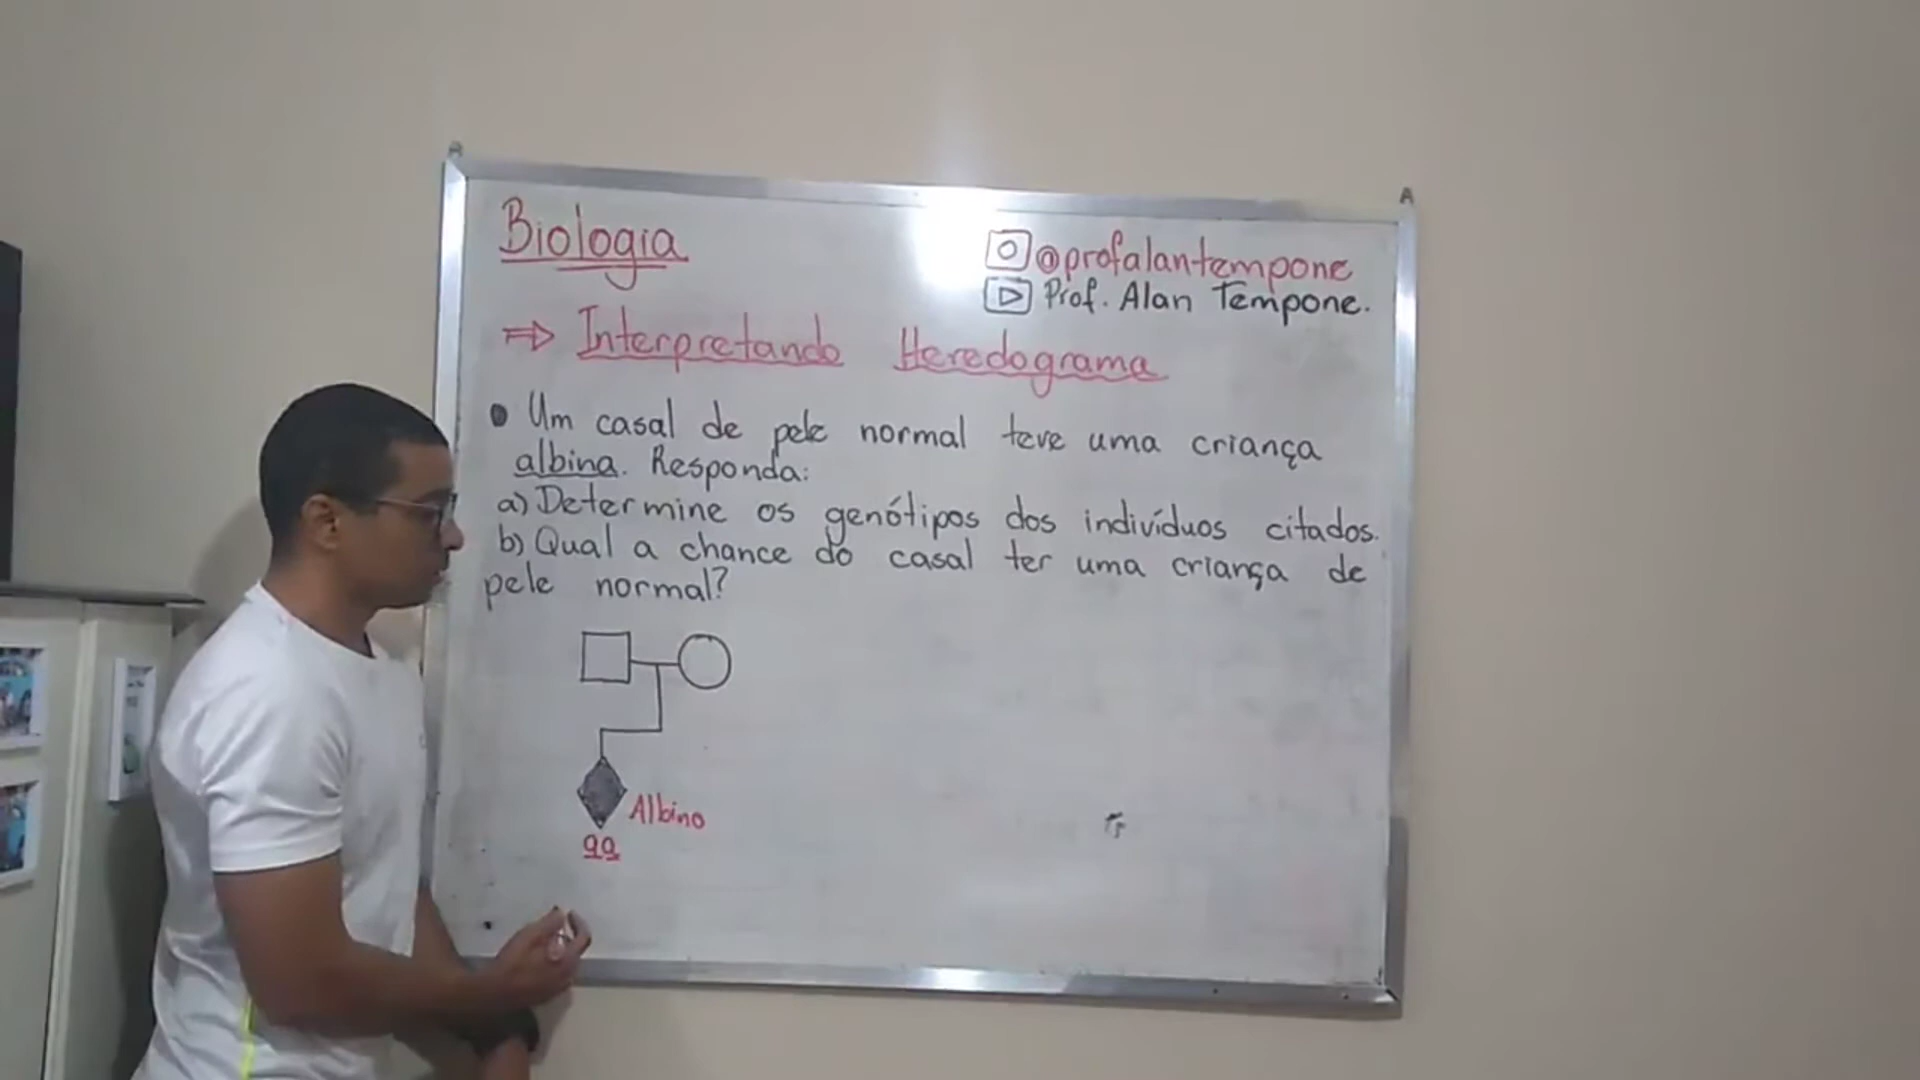 Biologia
@profalantempone
Prof. Alan Tempone.
⇒ Interpretando Heredograma
• Um casal de pele normal teve uma criança
albina. Responda:
a) Determine os genótipos dos indivíduos citados.
b) Qual a chance do casal ter uma criança de
pele normal?
Albino
aa